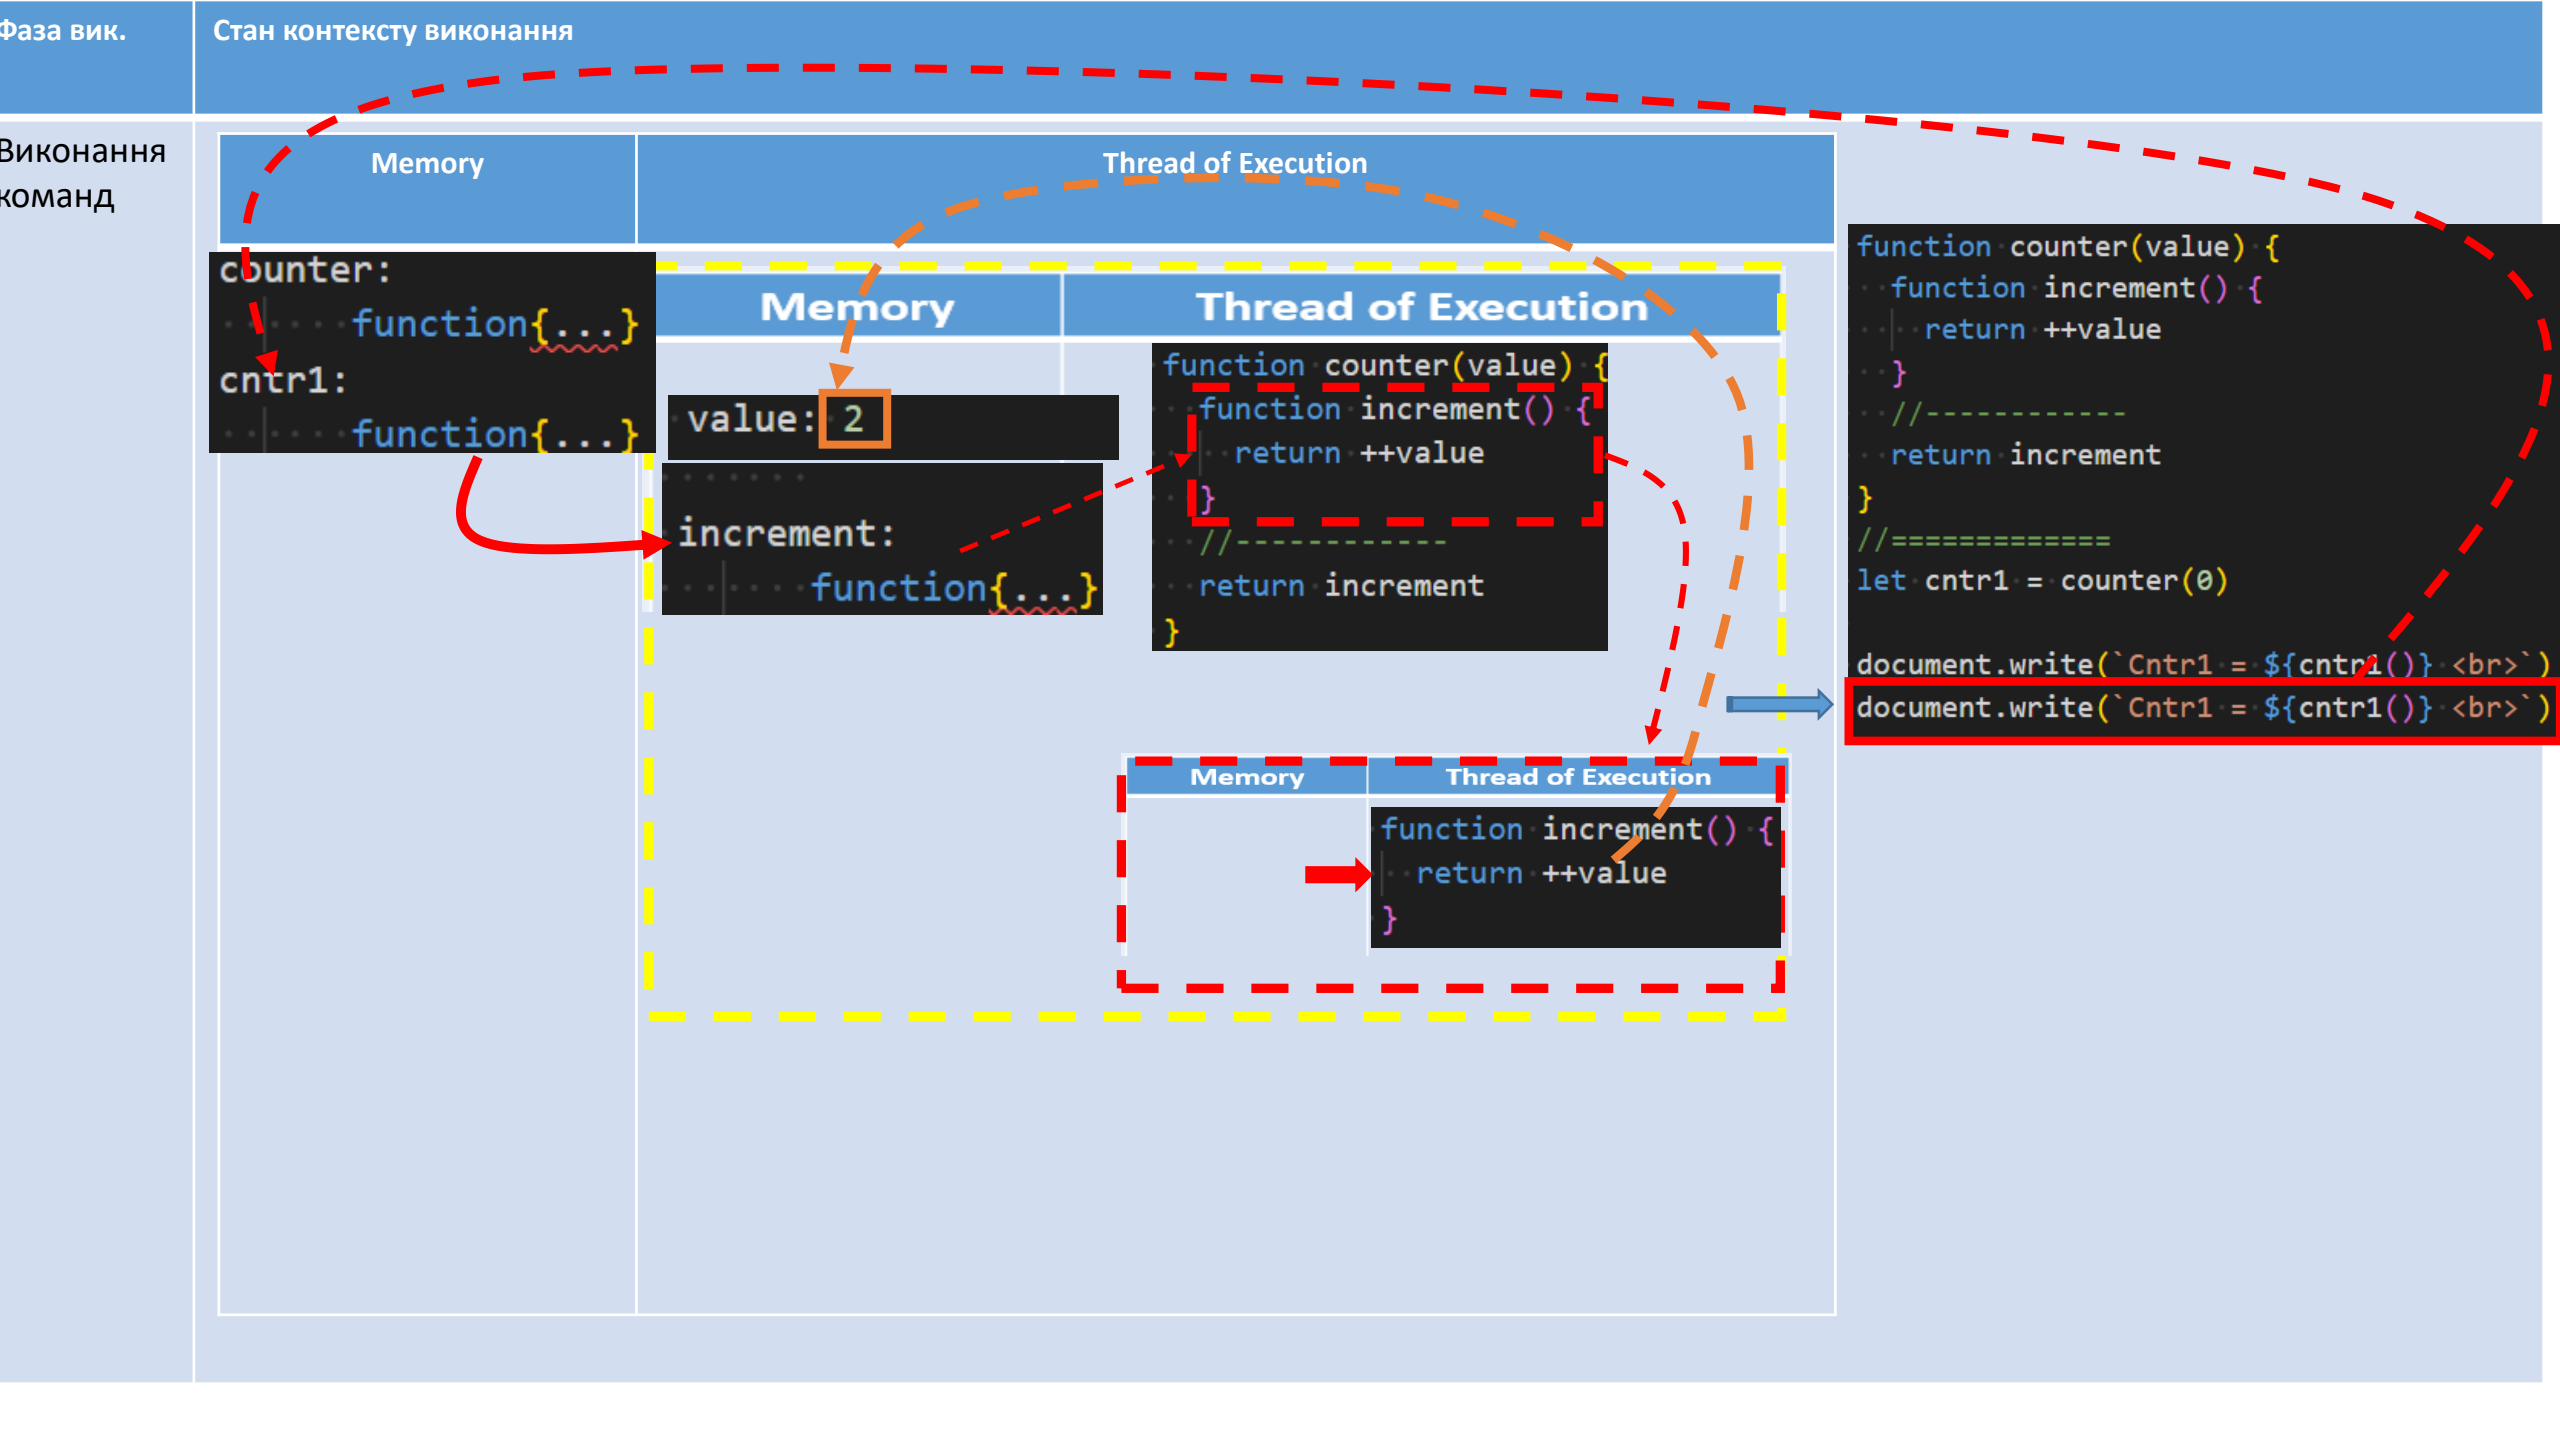 Фаза вик.
Стан контексту виконання
Виконання
команд
Memory
Thread of Execution
counter:
function{...}
cntr1:
function{...}
Memory
Thread of Execution
value: 2
increment:
function{...}
function counter(value) {
function increment() {
return ++value
}
//------------
return increment
}
Memory
Thread of Execution
function increment() {
return ++value
}
function counter(value) {
function increment() {
return ++value
}
//------------
return increment
}
//=============
let cntr1 = counter(0)
document.write(`Cntr1 = ${cntr1()} <br>`)
document.write(`Cntr1 = ${cntr1()} <br>`)